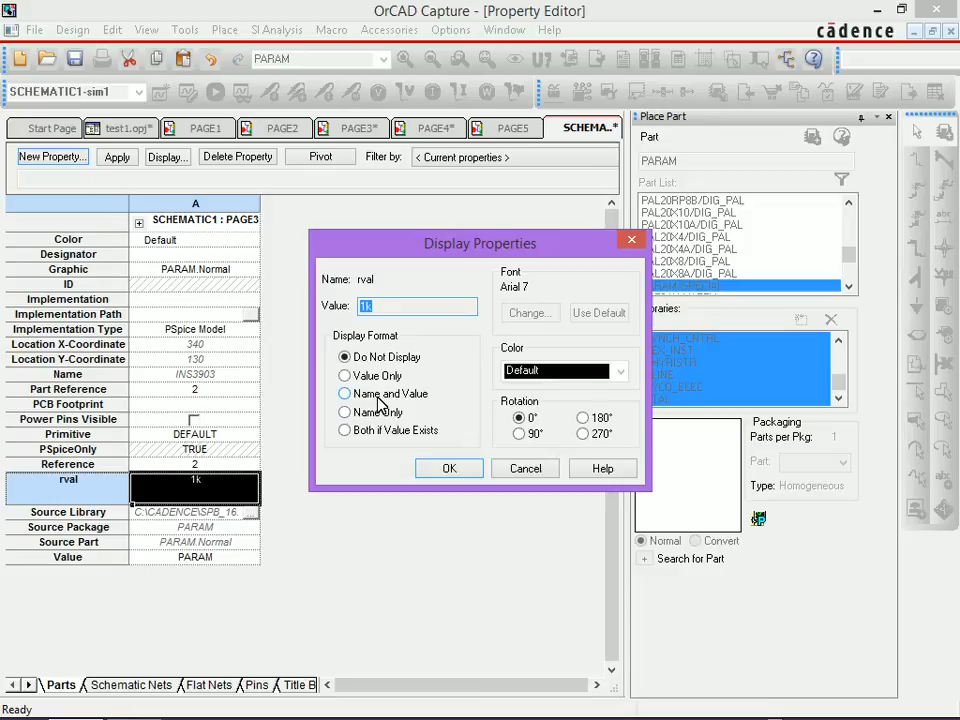 OrCAD Capture - [Property Editor]
File Design Edit View Tools Place SI Analysis Macro Accessories Options Window Help
cadence
PARAM
SCHEMATIC1-sim1
Start Page test1.opj* PAGE1 PAGE2 PAGE3* PAGE4* PAGE5 SCHEMA..*
New Property... Apply Display... Delete Property Pivot Filter by: < Current properties >
A
SCHEMATIC1 : PAGE3
Color Default
Designator
Graphic PARAM.Normal
ID
Implementation
Implementation Path
Implementation Type PSpice Model
Location X-Coordinate 340
Location Y-Coordinate 130
Name INS3903
Part Reference 2
PCB Footprint
Power Pins Visible
Primitive DEFAULT
PSpiceOnly TRUE
Reference 2
rval 1k
Source Library C:\CADENCE\SPB_16.
Source Package PARAM
Source Part PARAM.Normal
Value PARAM
Display Properties
Name: rval
Value: 1k
Display Format
Do Not Display
Value Only
Name and Value
Name Only
Both if Value Exists
Font
Arial 7
Change... Use Default
Color
Default
Rotation
0° 180°
90° 270°
OK Cancel Help
Place Part
Part
PARAM
Part List:
PAL20RP8B/DIG_PAL
PAL20X10/DIG_PAL
PAL20X10A/DIG_PAL
PAL20X4/DIG_PAL
PAL20X4A/DIG_PAL
PAL20X8/DIG_PAL
PAL20X8A/DIG_PAL
Packaging
Parts per Pkg: 1
Part:
Type: Homogeneous
Normal Convert
Search for Part
Parts Schematic Nets Flat Nets Pins Title B
Ready